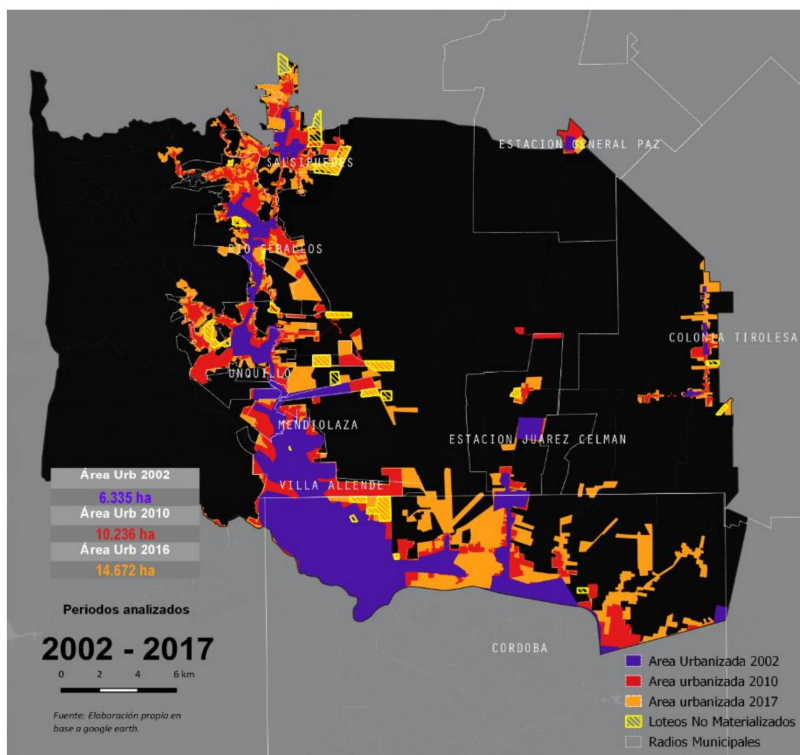 ESTACION GENERAL PAZ
SALSIPUEDES
RIO CEBALLOS
COLONIA TIROLESA
UNQUILLO
MENDIOLAZA
ESTACION JUAREZ CELMAN
VILLA ALLENDE
CORDOBA
Área Urb 2002
6.335 ha
Área Urb 2010
10.236 ha
Área Urb 2016
14.672 ha
Periodos analizados
2002 - 2017
0 2 4 6 km
Fuente: Elaboración propia en
base a google earth.
Area Urbanizada 2002
Area urbanizada 2010
Area urbanizada 2017
Loteos No Materializados
Radios Municipales